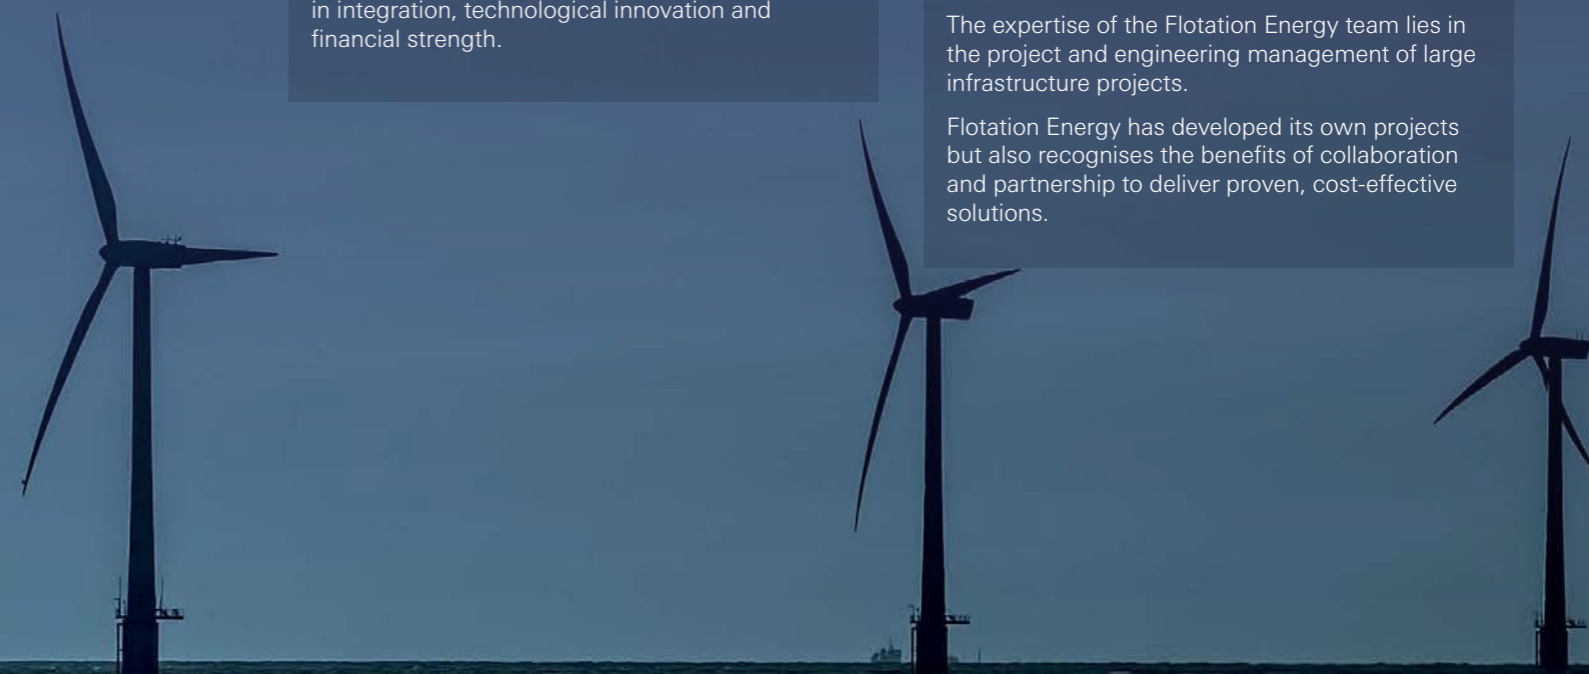 in integration, technological innovation and
financial strength.
The expertise of the Flotation Energy team lies in
the project and engineering management of large
infrastructure projects.
Flotation Energy has developed its own projects
but also recognises the benefits of collaboration
and partnership to deliver proven, cost-effective
solutions.